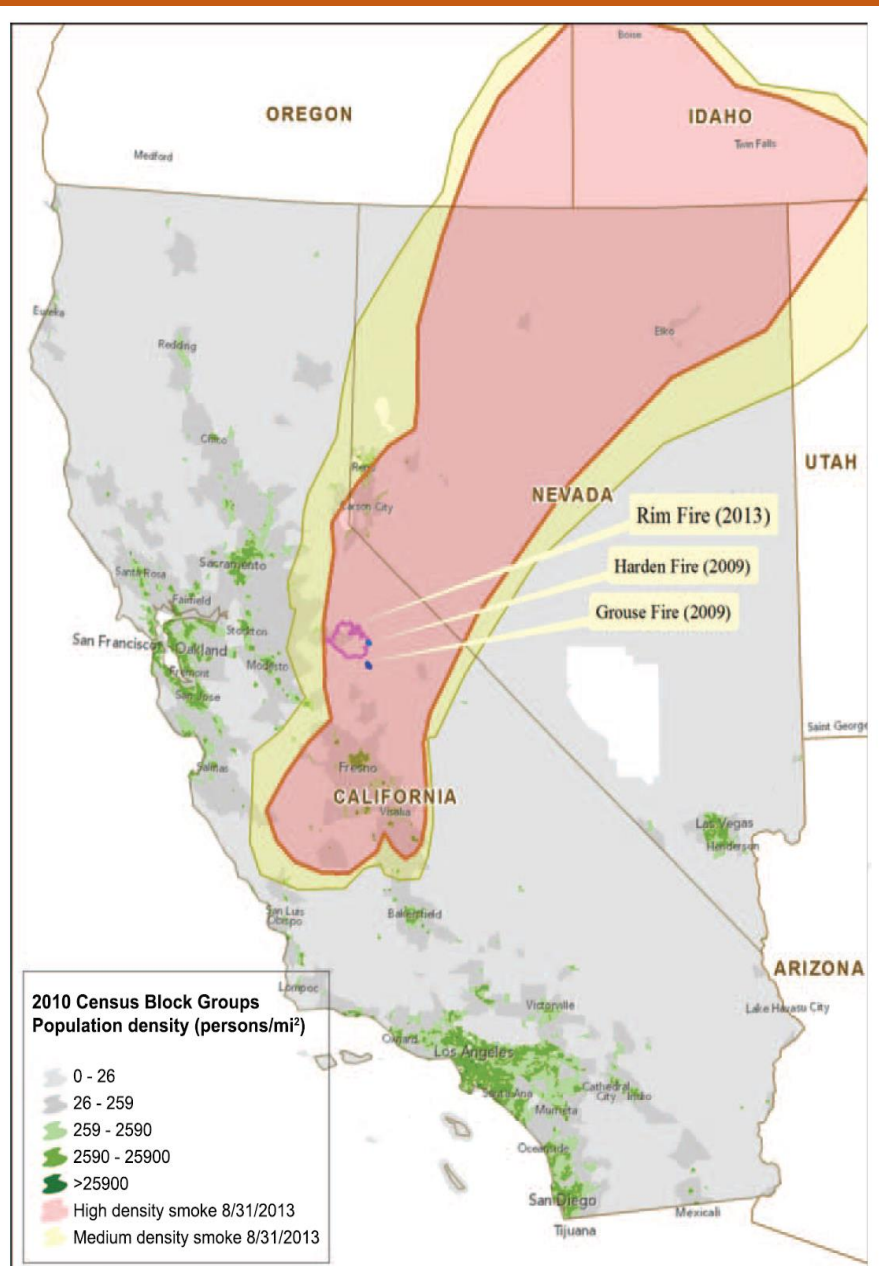 Boise
OREGON
IDAHO
Twin Falls
Medford
Eureka
Elko
Redding
Chico
UTAH
Reno
NEVADA
Carson City
Rim Fire (2013)
Harden Fire (2009)
Grouse Fire (2009)
Sacramento
Santa Rosa
Fairfield
Stockton
San Francisco
Oakland
Modesto
Fremont
San Jose
Saint George
Salinas
Fresno
CALIFORNIA
Visalia
Las Vegas
Henderson
San Luis
Obispo
Bakersfield
ARIZONA
Lompoc
Victorville
Lake Havasu City
Oxnard
Los Angeles
Santa Ana
Cathedral
City
Indio
Murrieta
Oceanside
San Diego
Mexicali
Tijuana
2010 Census Block Groups
Population density (persons/mi²)
0 - 26
26 - 259
259 - 2590
2590 - 25900
>25900
High density smoke 8/31/2013
Medium density smoke 8/31/2013